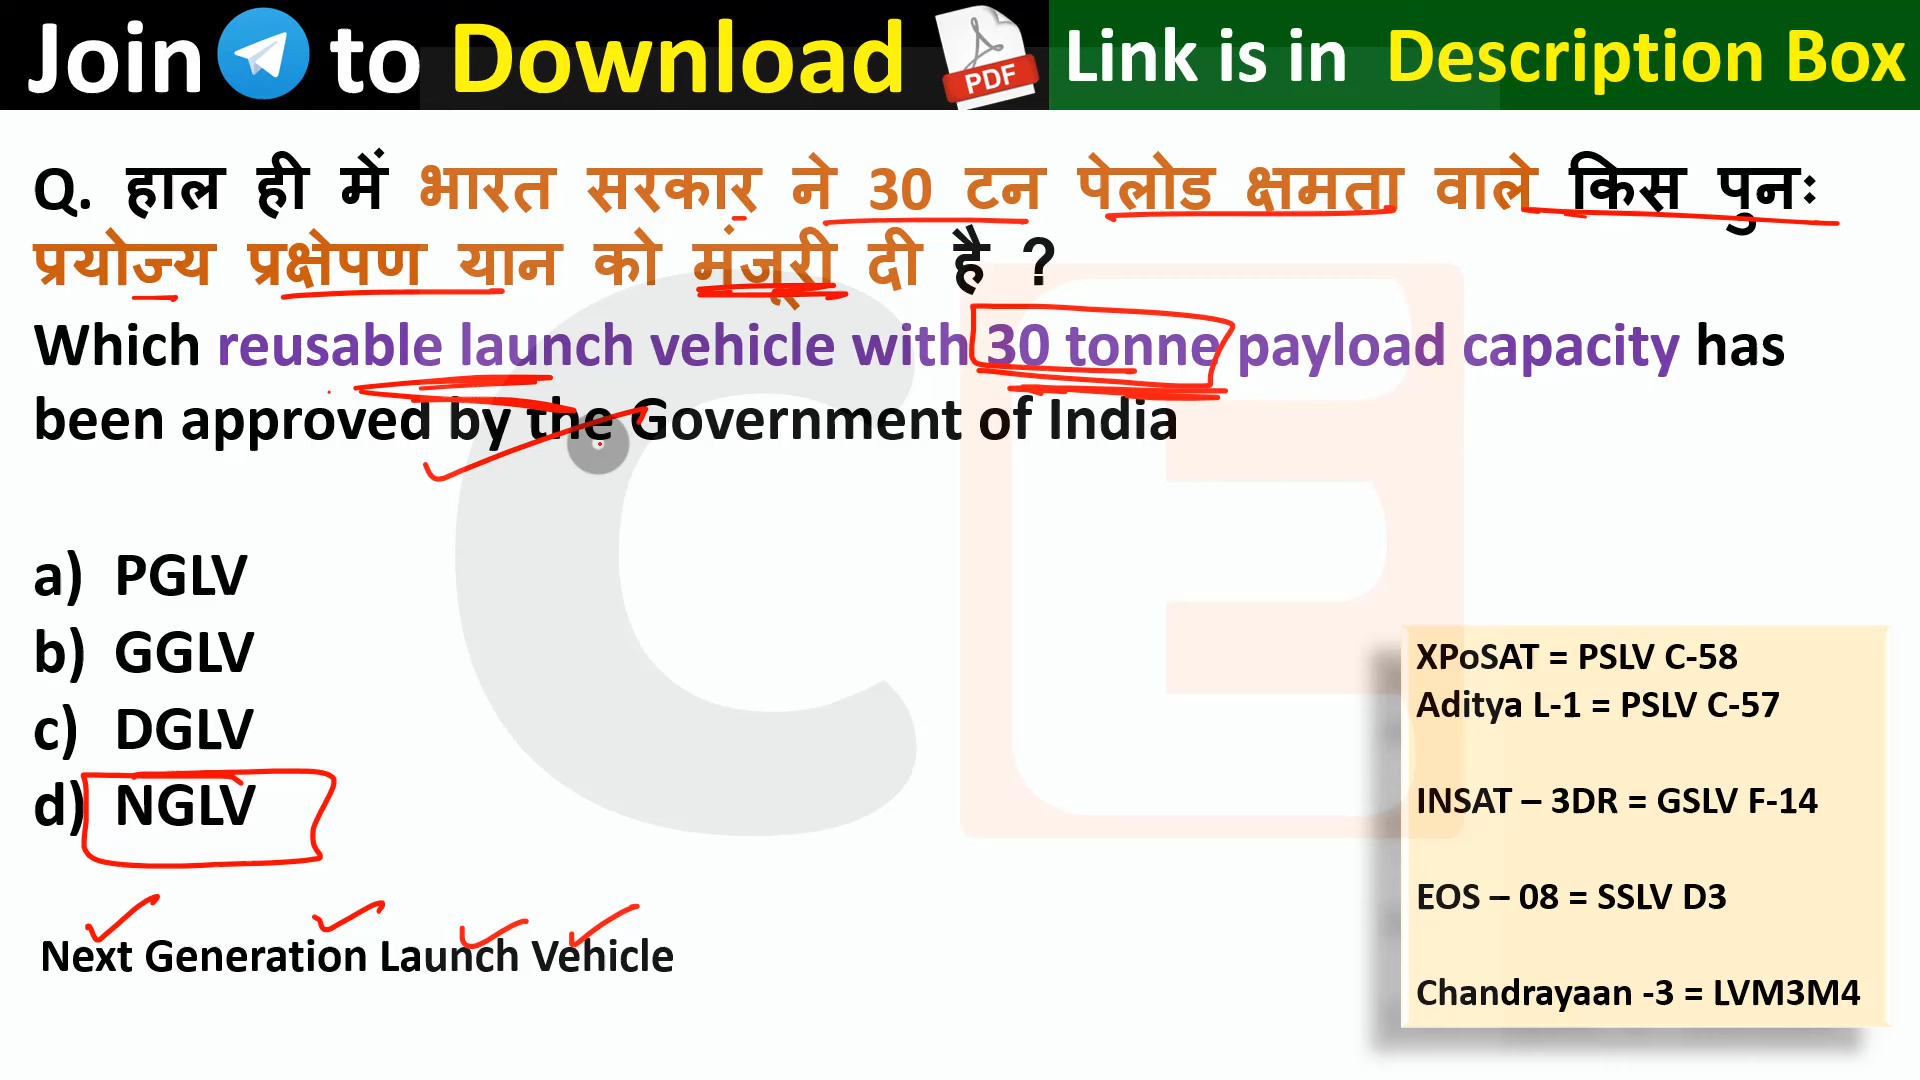 Join to Download PDF Link is in Description Box
Q. हाल ही में भारत सरकार ने 30 टन पेलोड क्षमता वाले किस पुनः
प्रयोज्य प्रक्षेपण यान को मंजूरी दी है ?
Which reusable launch vehicle with 30 tonne payload capacity has
been approved by the Government of India
a) PGLV
b) GGLV
c) DGLV
d) NGLV
Next Generation Launch Vehicle
XPoSAT = PSLV C-58
Aditya L-1 = PSLV C-57
INSAT – 3DR = GSLV F-14
EOS – 08 = SSLV D3
Chandrayaan -3 = LVM3M4
CE